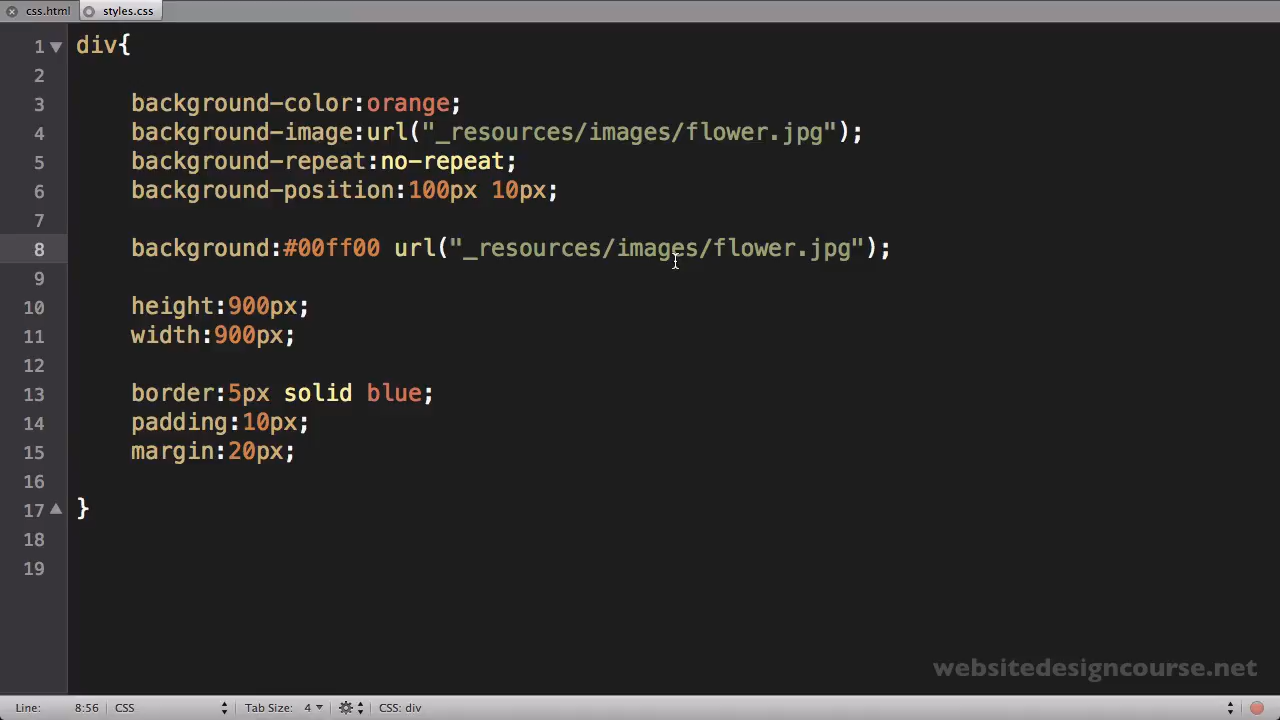 css.html styles.css
1 div{
2
3 background-color:orange;
4 background-image:url("_resources/images/flower.jpg");
5 background-repeat:no-repeat;
6 background-position:100px 10px;
7
8 background:#00ff00 url("_resources/images/flower.jpg");
9
10 height:900px;
11 width:900px;
12
13 border:5px solid blue;
14 padding:10px;
15 margin:20px;
16
17 }
18
19
websitedesigncourse.net
Line: 8:56 CSS Tab Size: 4 CSS: div